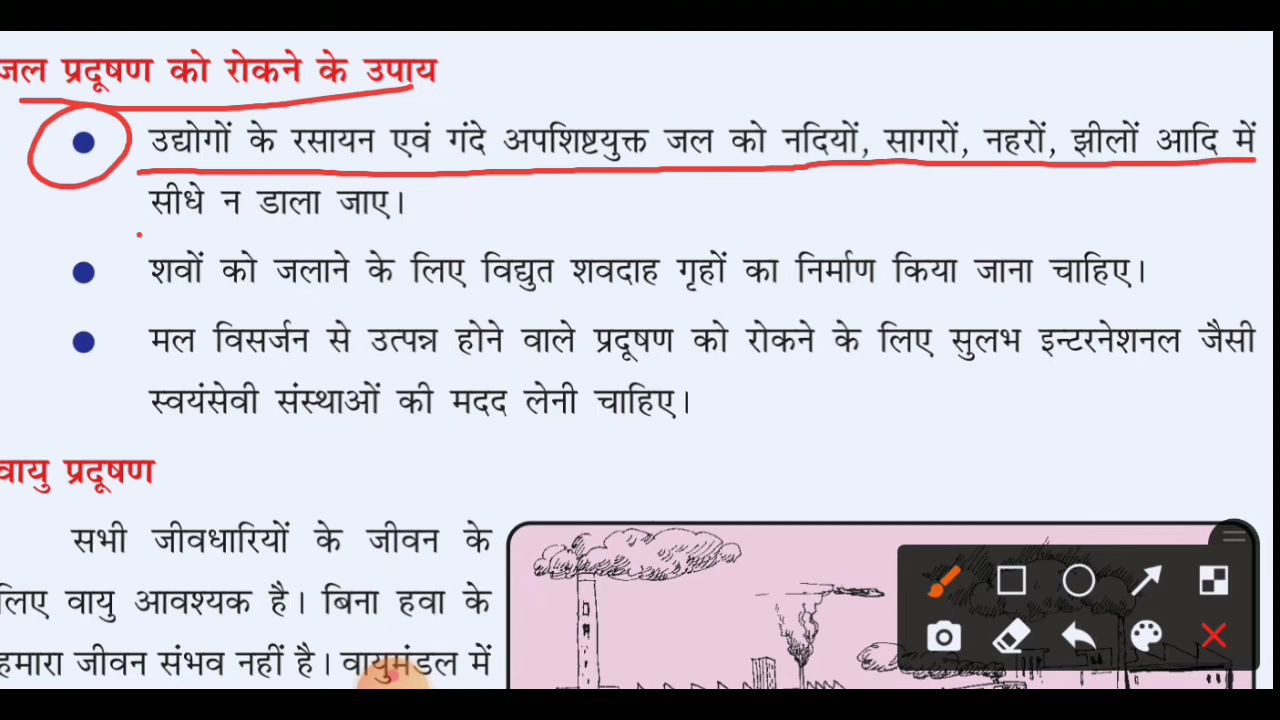 जल प्रदूषण को रोकने के उपाय
उद्योगों के रसायन एवं गंदे अपशिष्टयुक्त जल को नदियों, सागरों, नहरों, झीलों आदि में
सीधे न डाला जाए।
शवों को जलाने के लिए विद्युत शवदाह गृहों का निर्माण किया जाना चाहिए।
मल विसर्जन से उत्पन्न होने वाले प्रदूषण को रोकने के लिए सुलभ इन्टरनेशनल जैसी
स्वयंसेवी संस्थाओं की मदद लेनी चाहिए।
वायु प्रदूषण
सभी जीवधारियों के जीवन के
लिए वायु आवश्यक है। बिना हवा के
हमारा जीवन संभव नहीं है। वायुमंडल में